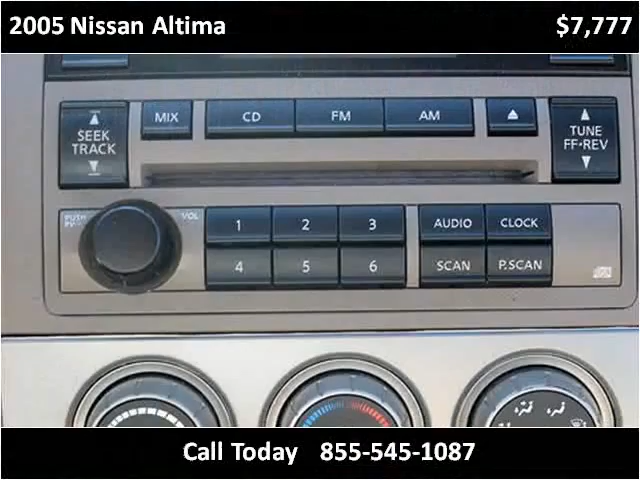 2005 Nissan Altima $7,777
SEEK TRACK
MIX
CD
FM
AM
TUNE FF•REV
PUSH
VOL
1
2
3
AUDIO
CLOCK
4
5
6
SCAN
P.SCAN
Call Today 855-545-1087